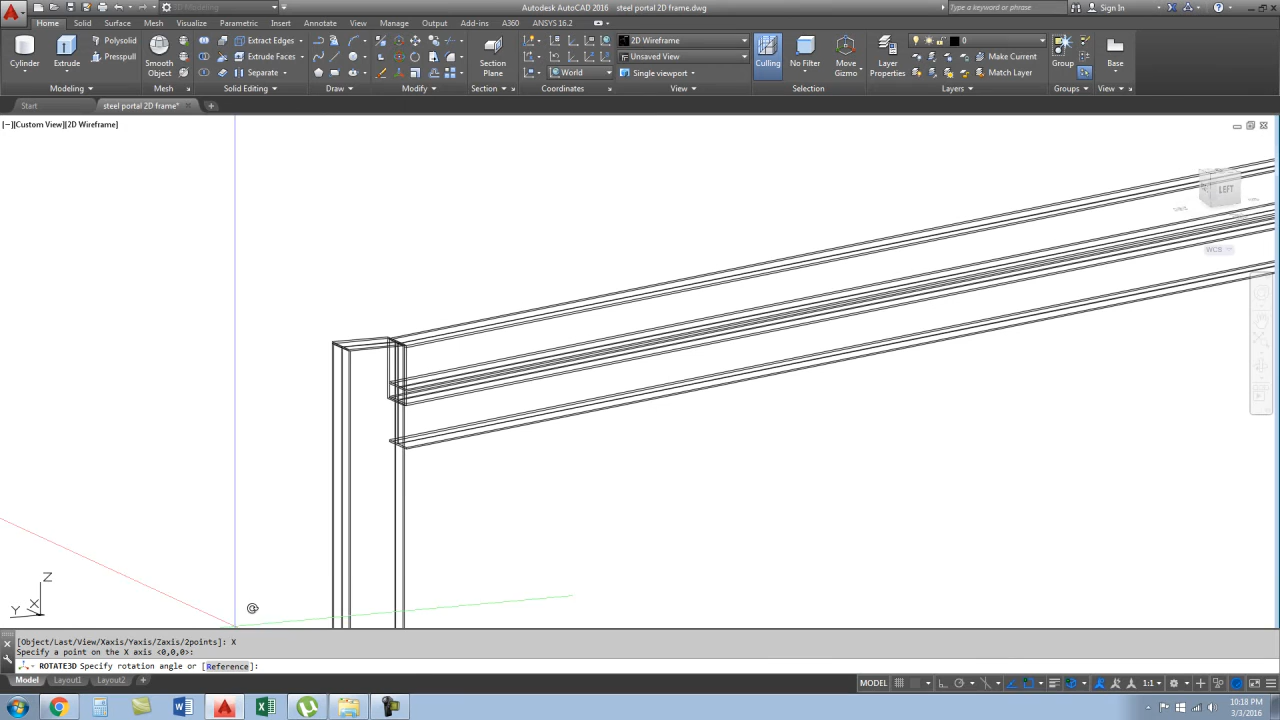 3D Modeling
Autodesk AutoCAD 2016 steel portal 2D frame.dwg
Type a keyword or phrase
Sign In
Home Solid Surface Mesh Visualize Parametric Insert Annotate View Manage Output Add-ins A360 ANSYS 16.2
Cylinder
Extrude
Polysolid
Presspull
Smooth
Object
Extract Edges
Extrude Faces
Separate
Section
Plane
World
2D Wireframe
Unsaved View
Single viewport
Culling
No Filter
Move
Gizmo
Layer
Properties
0
Make Current
Match Layer
Group
Base
Modeling Mesh Solid Editing Draw Modify Section Coordinates View Selection Layers Groups View
Start
steel portal 2D frame*
[−][Custom View][2D Wireframe]
LEFT
WCS
Z
X
Y
[Object/Last/View/Xaxis/Yaxis/Zaxis/2points]: X
Specify a point on the X axis <0,0,0>:
ROTATE3D Specify rotation angle or [Reference]:
Model Layout1 Layout2
MODEL
1:1
10:18 PM
3/3/2016